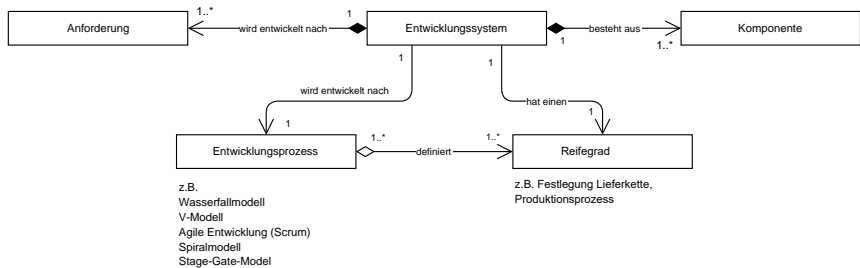 1..*
1
Anforderung
wird entwickelt nach
Entwicklungssystem
besteht aus
Komponente
1
1..*
1
1
wird entwickelt nach
hat einen
1
1
1..*
1..*
Entwicklungsprozess
definiert
Reifegrad
z.B.
Wasserfallmodell
V-Modell
Agile Entwicklung (Scrum)
Spiralmodell
Stage-Gate-Model
z.B. Festlegung Lieferkette,
Produktionsprozess